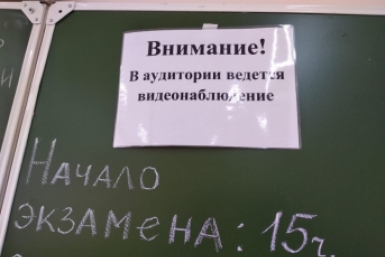 Внимание!
В аудитории ведется
видеонаблюдение
Начало
экзамена: 15ч.